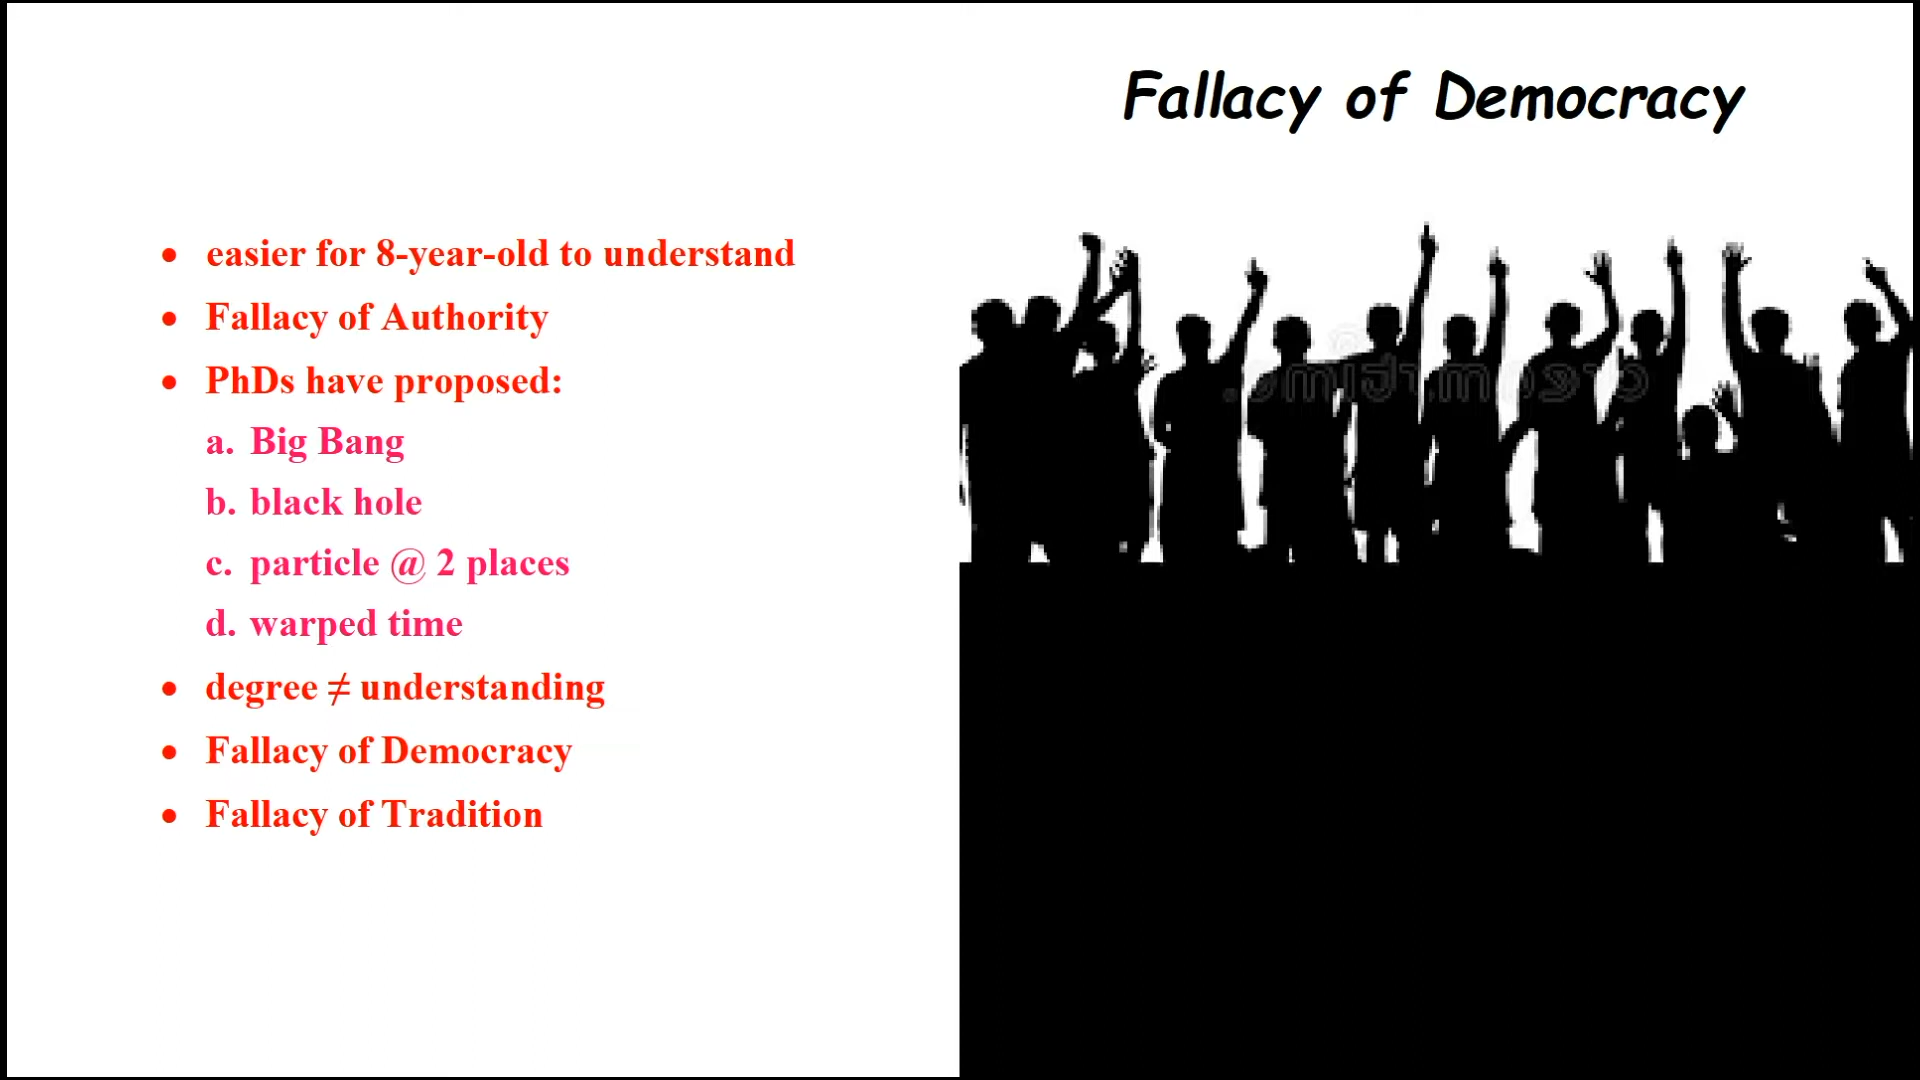 Fallacy of Democracy
• easier for 8-year-old to understand
• Fallacy of Authority
• PhDs have proposed:
a. Big Bang
b. black hole
c. particle @ 2 places
d. warped time
• degree ≠ understanding
• Fallacy of Democracy
• Fallacy of Tradition